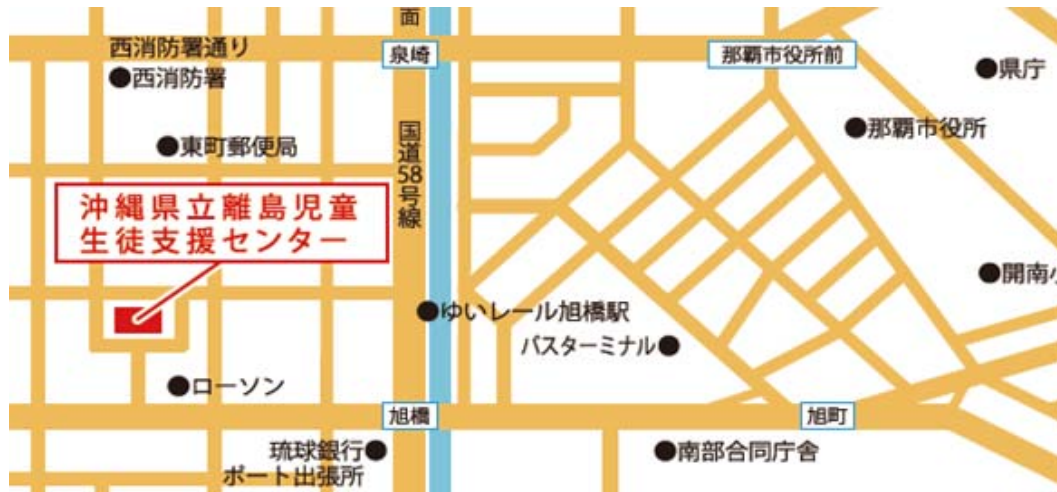 面
西消防署通り
泉崎
那覇市役所前
西消防署
県庁
那覇市役所
国道58号線
東町郵便局
沖縄県立離島児童
生徒支援センター
開南小
ゆいレール旭橋駅
バスターミナル
ローソン
旭橋
旭町
琉球銀行
ポート出張所
南部合同庁舎